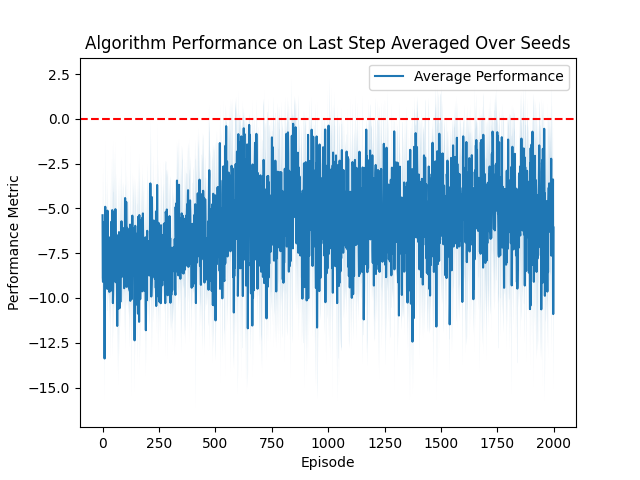 Algorithm Performance on Last Step Averaged Over Seeds
Average Performance
Performance Metric
2.5
0.0
−2.5
−5.0
−7.5
−10.0
−12.5
−15.0
0 250 500 750 1000 1250 1500 1750 2000
Episode